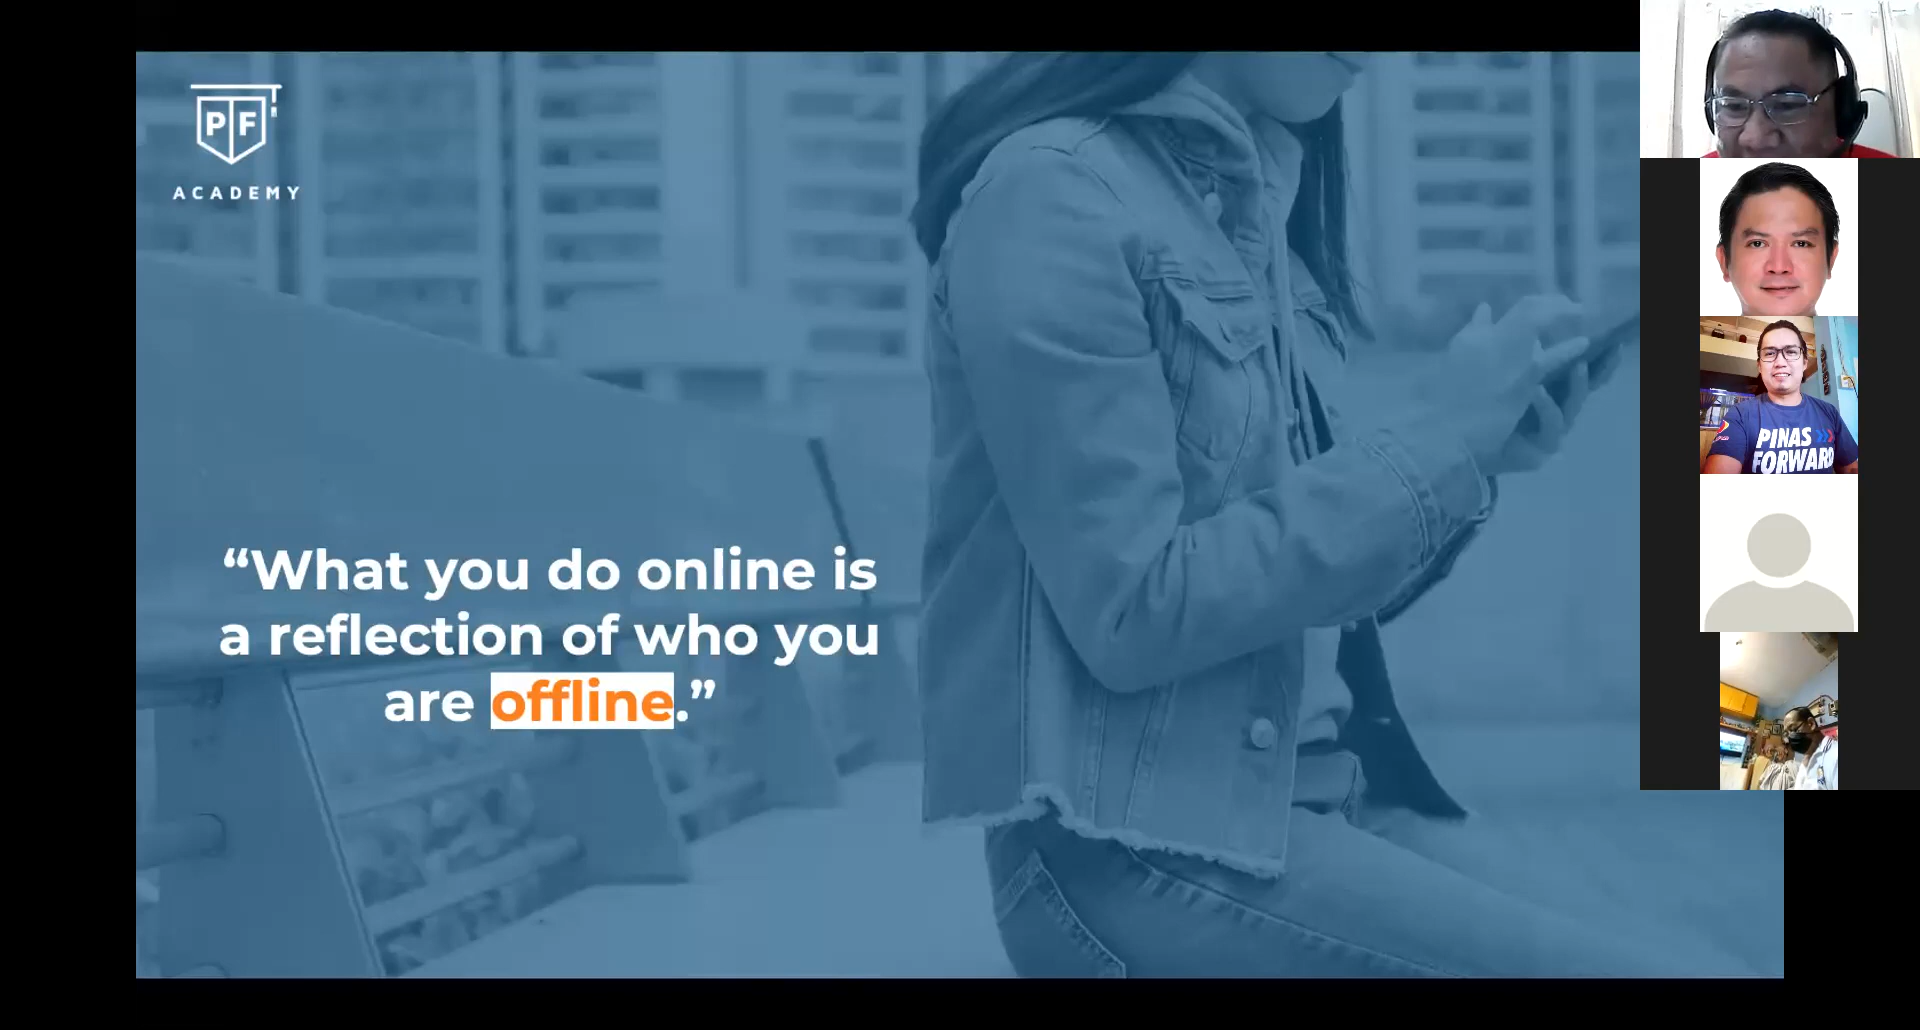 PF
ACADEMY
“What you do online is
a reflection of who you
are offline.”
PINAS
FORWARD